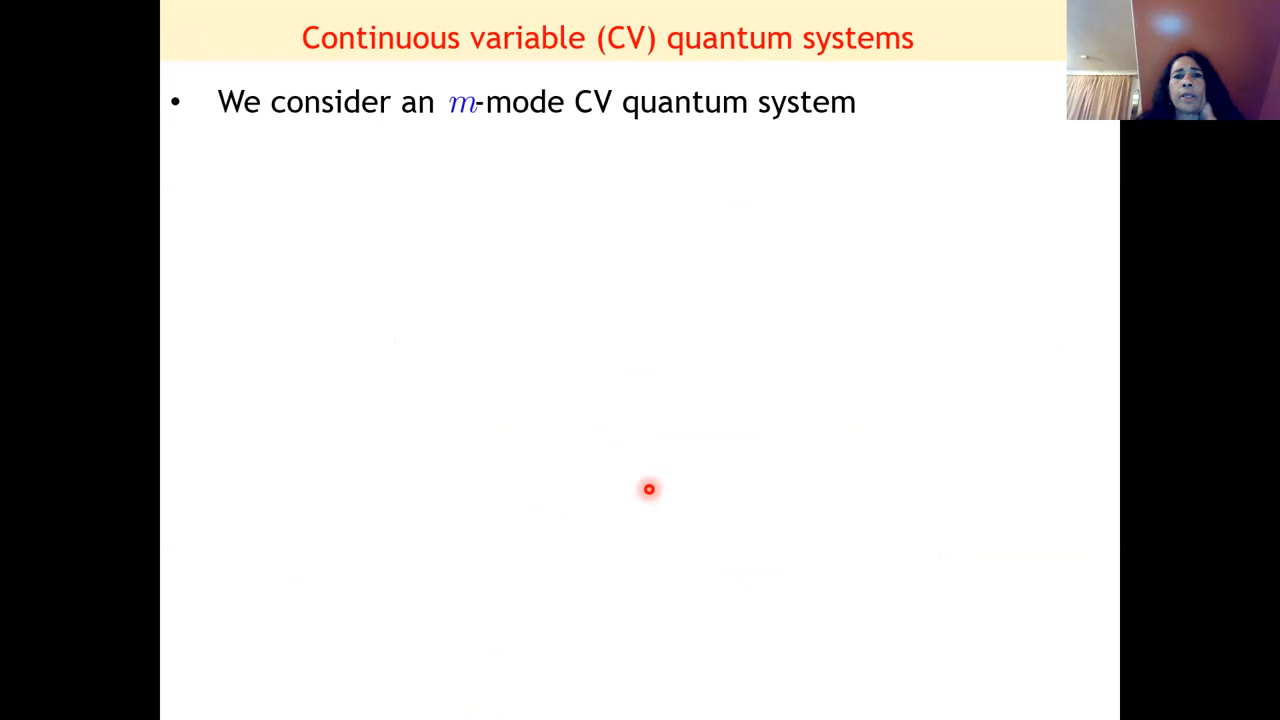 Continuous variable (CV) quantum systems
• We consider an m-mode CV quantum system